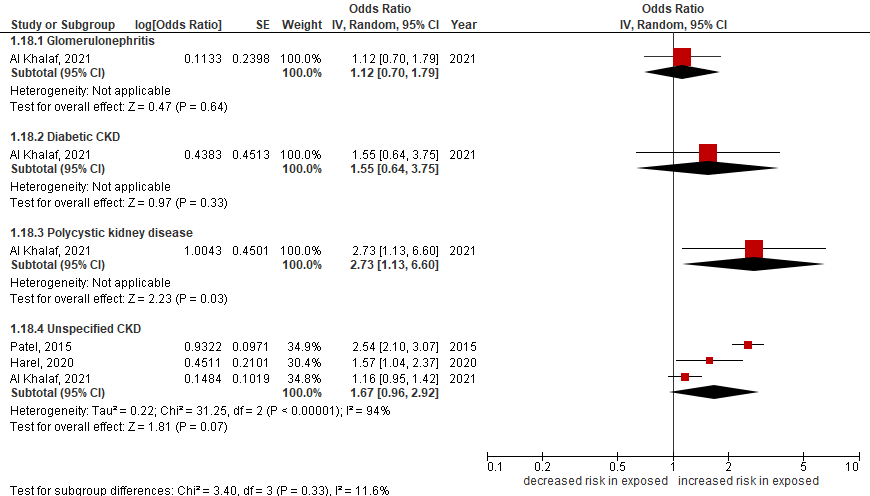 Odds Ratio Odds Ratio
Study or Subgroup log[Odds Ratio] SE Weight IV, Random, 95% CI Year IV, Random, 95% CI
1.18.1 Glomerulonephritis
Al Khalaf, 2021 0.1133 0.2398 100.0% 1.12 [0.70, 1.79] 2021
Subtotal (95% CI) 100.0% 1.12 [0.70, 1.79]
Heterogeneity: Not applicable
Test for overall effect: Z = 0.47 (P = 0.64)
1.18.2 Diabetic CKD
Al Khalaf, 2021 0.4383 0.4513 100.0% 1.55 [0.64, 3.75] 2021
Subtotal (95% CI) 100.0% 1.55 [0.64, 3.75]
Heterogeneity: Not applicable
Test for overall effect: Z = 0.97 (P = 0.33)
1.18.3 Polycystic kidney disease
Al Khalaf, 2021 1.0043 0.4501 100.0% 2.73 [1.13, 6.60] 2021
Subtotal (95% CI) 100.0% 2.73 [1.13, 6.60]
Heterogeneity: Not applicable
Test for overall effect: Z = 2.23 (P = 0.03)
1.18.4 Unspecified CKD
Patel, 2015 0.9322 0.0971 34.9% 2.54 [2.10, 3.07] 2015
Harel, 2020 0.4511 0.2101 30.4% 1.57 [1.04, 2.37] 2020
Al Khalaf, 2021 0.1484 0.1019 34.8% 1.16 [0.95, 1.42] 2021
Subtotal (95% CI) 100.0% 1.67 [0.96, 2.92]
Heterogeneity: Tau² = 0.22; Chi² = 31.25, df = 2 (P < 0.00001); I² = 94%
Test for overall effect: Z = 1.81 (P = 0.07)
0.1 0.2 0.5 1 2 5 10
decreased risk in exposed increased risk in exposed
Test for subgroup differences: Chi² = 3.40, df = 3 (P = 0.33), I² = 11.6%